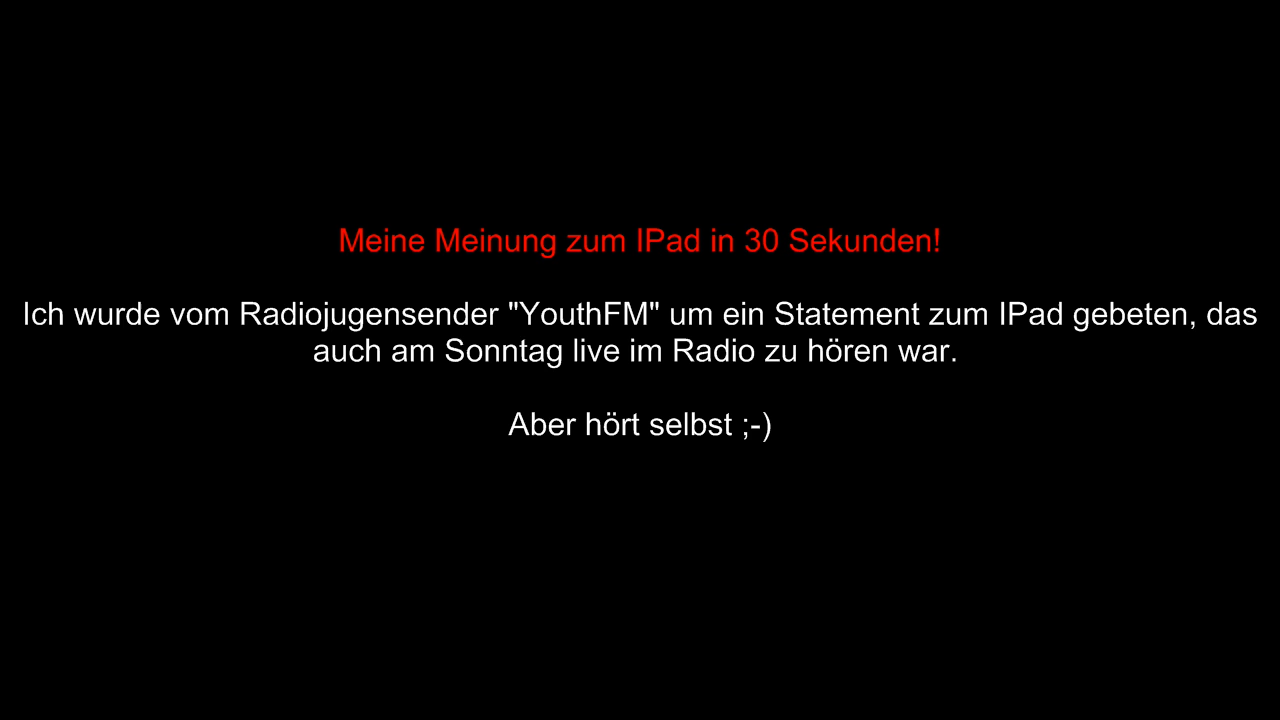 Meine Meinung zum IPad in 30 Sekunden!
Ich wurde vom Radiojugensender "YouthFM" um ein Statement zum IPad gebeten, das
auch am Sonntag live im Radio zu hören war.
Aber hört selbst ;-)